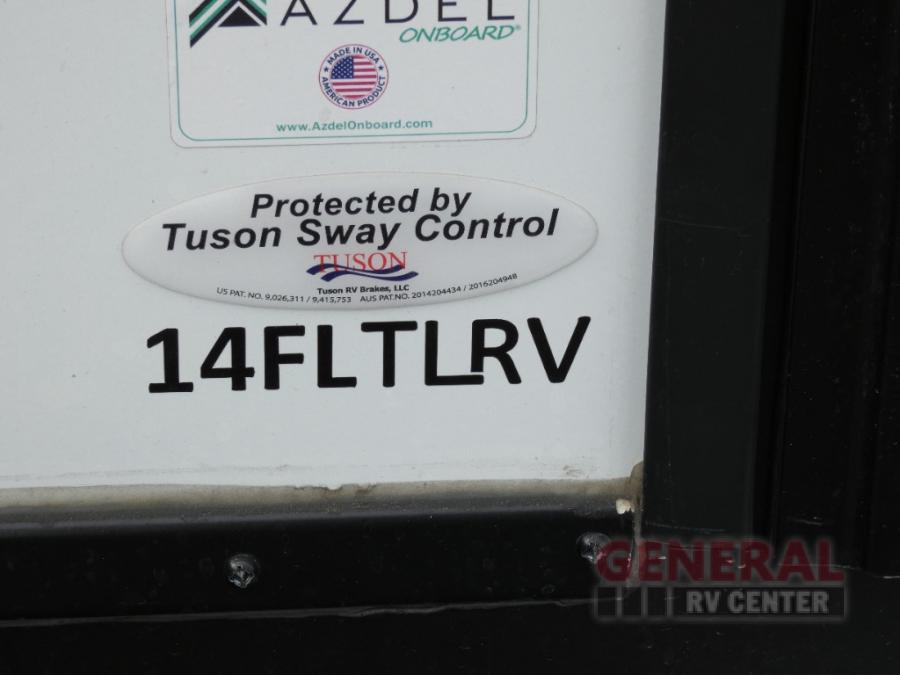 AZDEL
ONBOARD®
MADE IN USA
AMERICAN PRODUCT
www.AzdelOnboard.com
Protected by
Tuson Sway Control
TUSON
Tuson RV Brakes, LLC
US PAT. NO. 9,026,311 / 9,415,753 AUS PAT.NO. 2014204434 / 2016204948
14FLTLRV
GENERAL
RV CENTER